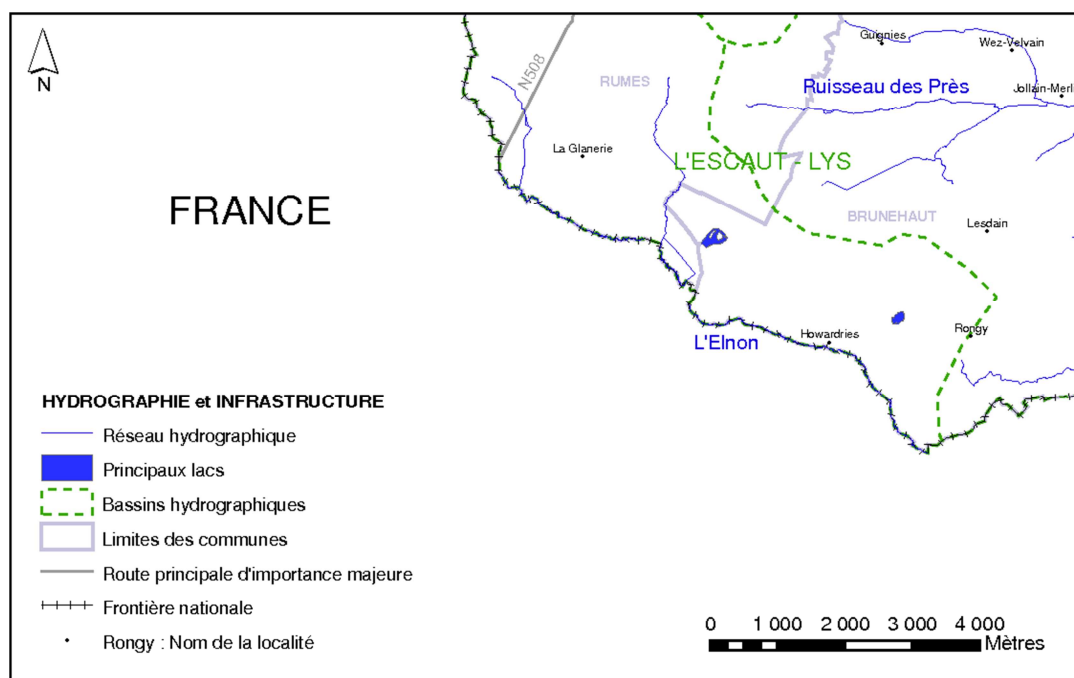 Guignies
Wez-Velvain
N508
RUMES
Ruisseau des Près
Jollain-Merl
La Glanerie
L'ESCAUT - LYS
FRANCE
BRUNEHAUT
Lesdain
L'Elnon
Howardries
Rongy
N
HYDROGRAPHIE et INFRASTRUCTURE
Réseau hydrographique
Principaux lacs
Bassins hydrographiques
Limites des communes
Route principale d'importance majeure
Frontière nationale
Rongy : Nom de la localité
0 1 000 2 000 3 000 4 000
Mètres